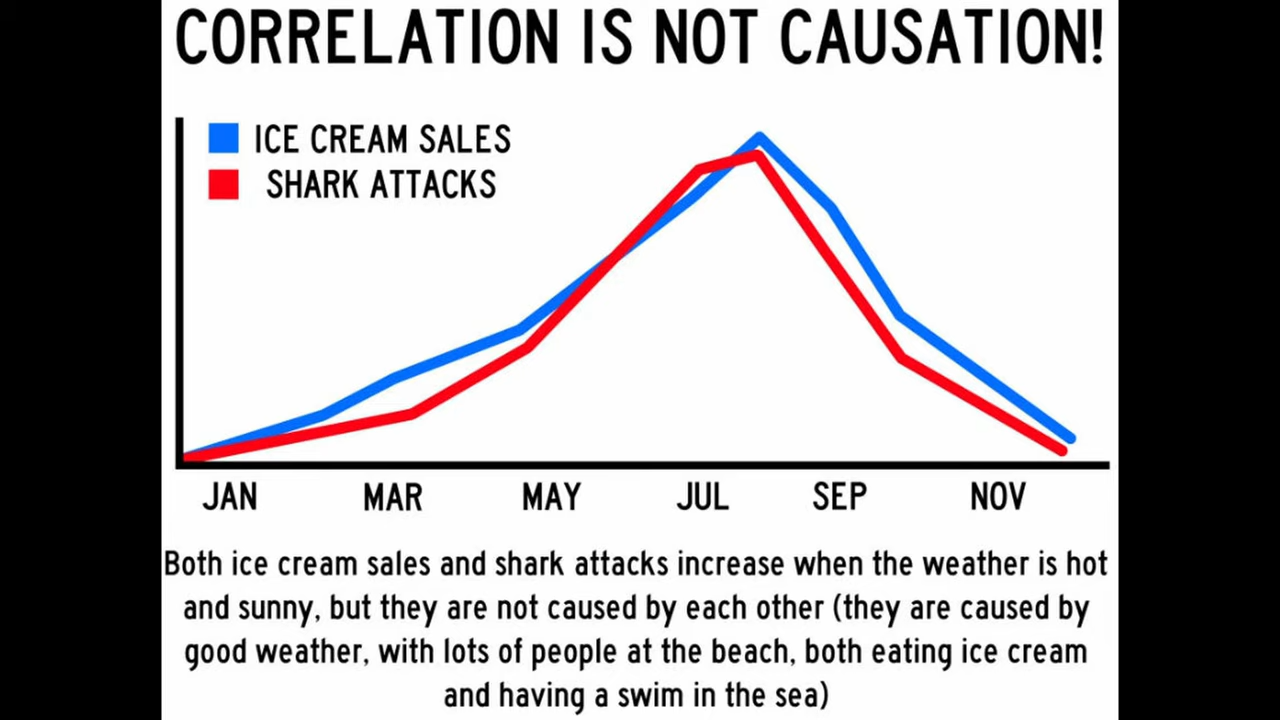 CORRELATION IS NOT CAUSATION!
ICE CREAM SALES
SHARK ATTACKS
JAN MAR MAY JUL SEP NOV
Both ice cream sales and shark attacks increase when the weather is hot
and sunny, but they are not caused by each other (they are caused by
good weather, with lots of people at the beach, both eating ice cream
and having a swim in the sea)